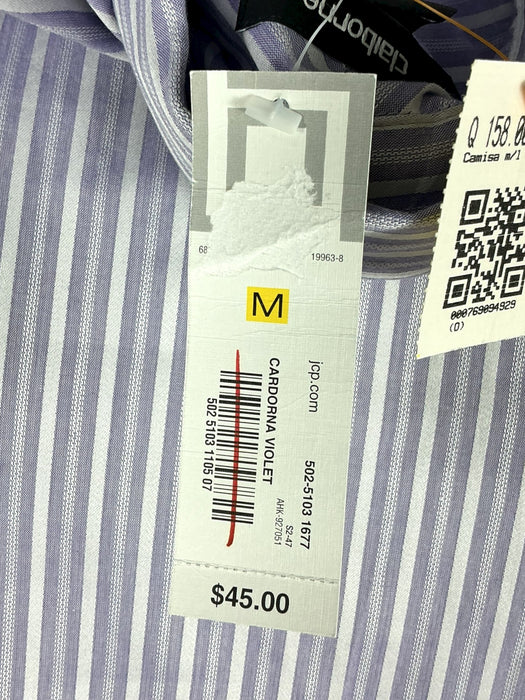 claiborne
Q 158.0
Camisa m/l
000769094929
(D)
19963-8
M
jcp.com
502-5103 1677
S2-47
AHK-927051
CARDORNA VIOLET
502 5103 1105 07
$45.00